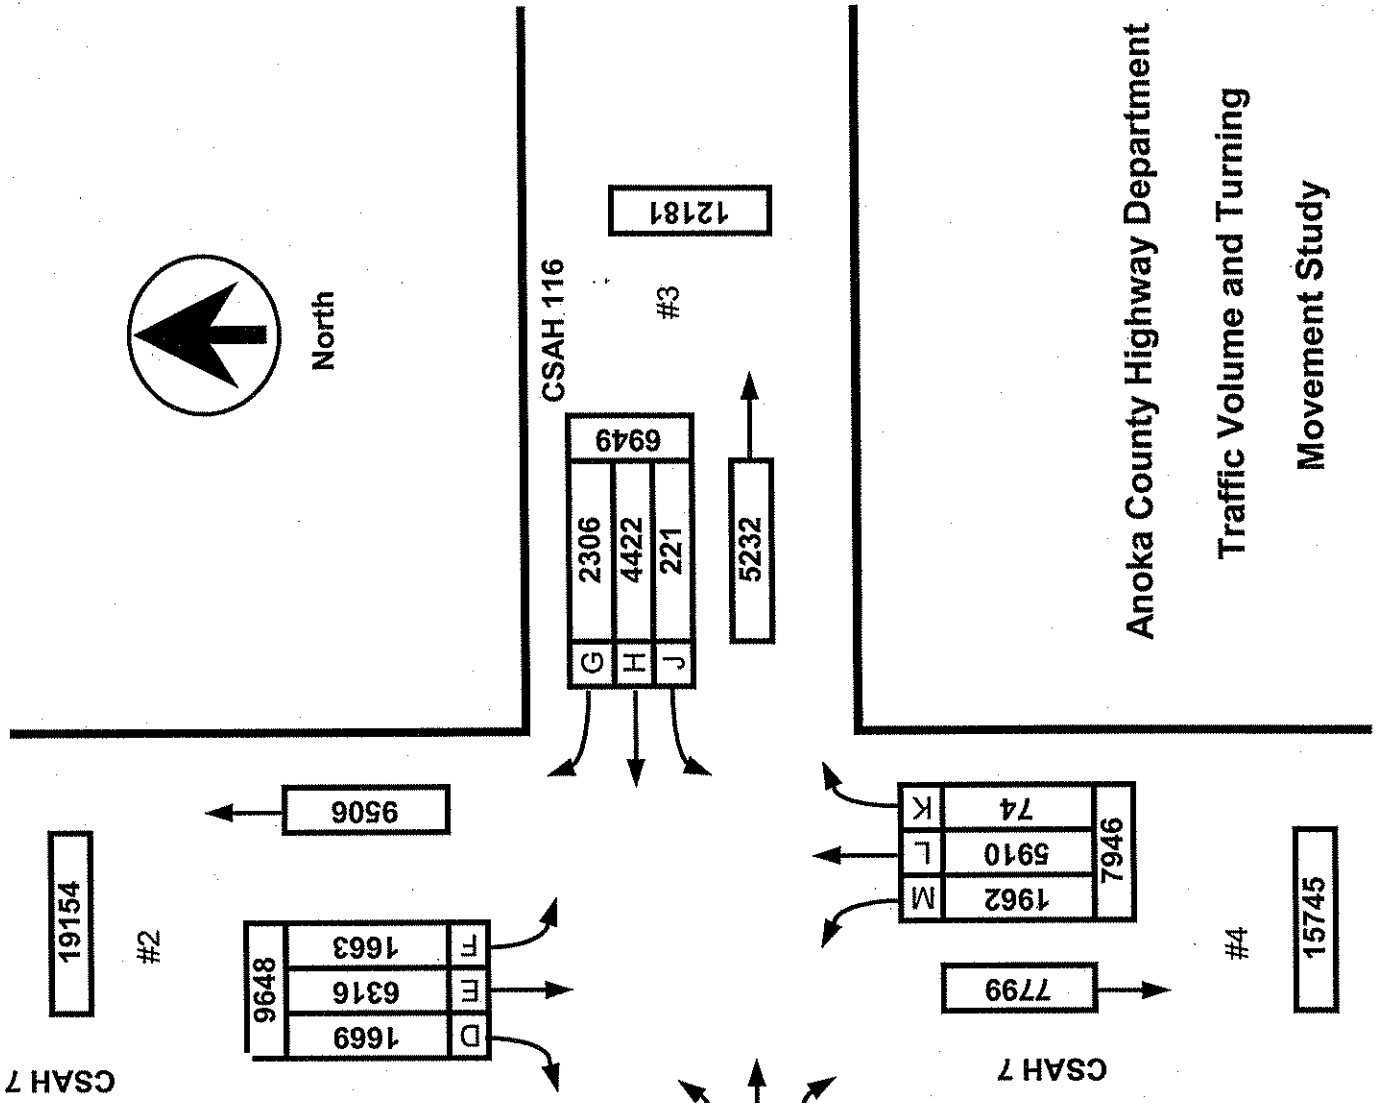 Anoka County Highway Department
Traffic Volume and Turning
Movement Study
North
CSAH 7
19154
#2
9506
9648
1669
6316
1663
D
E
F
CSAH 116
#3
12181
6949
G 2306
H 4422
J 221
5232
M
L
K
1962
5910
74
7946
7799
CSAH 7
#4
15745